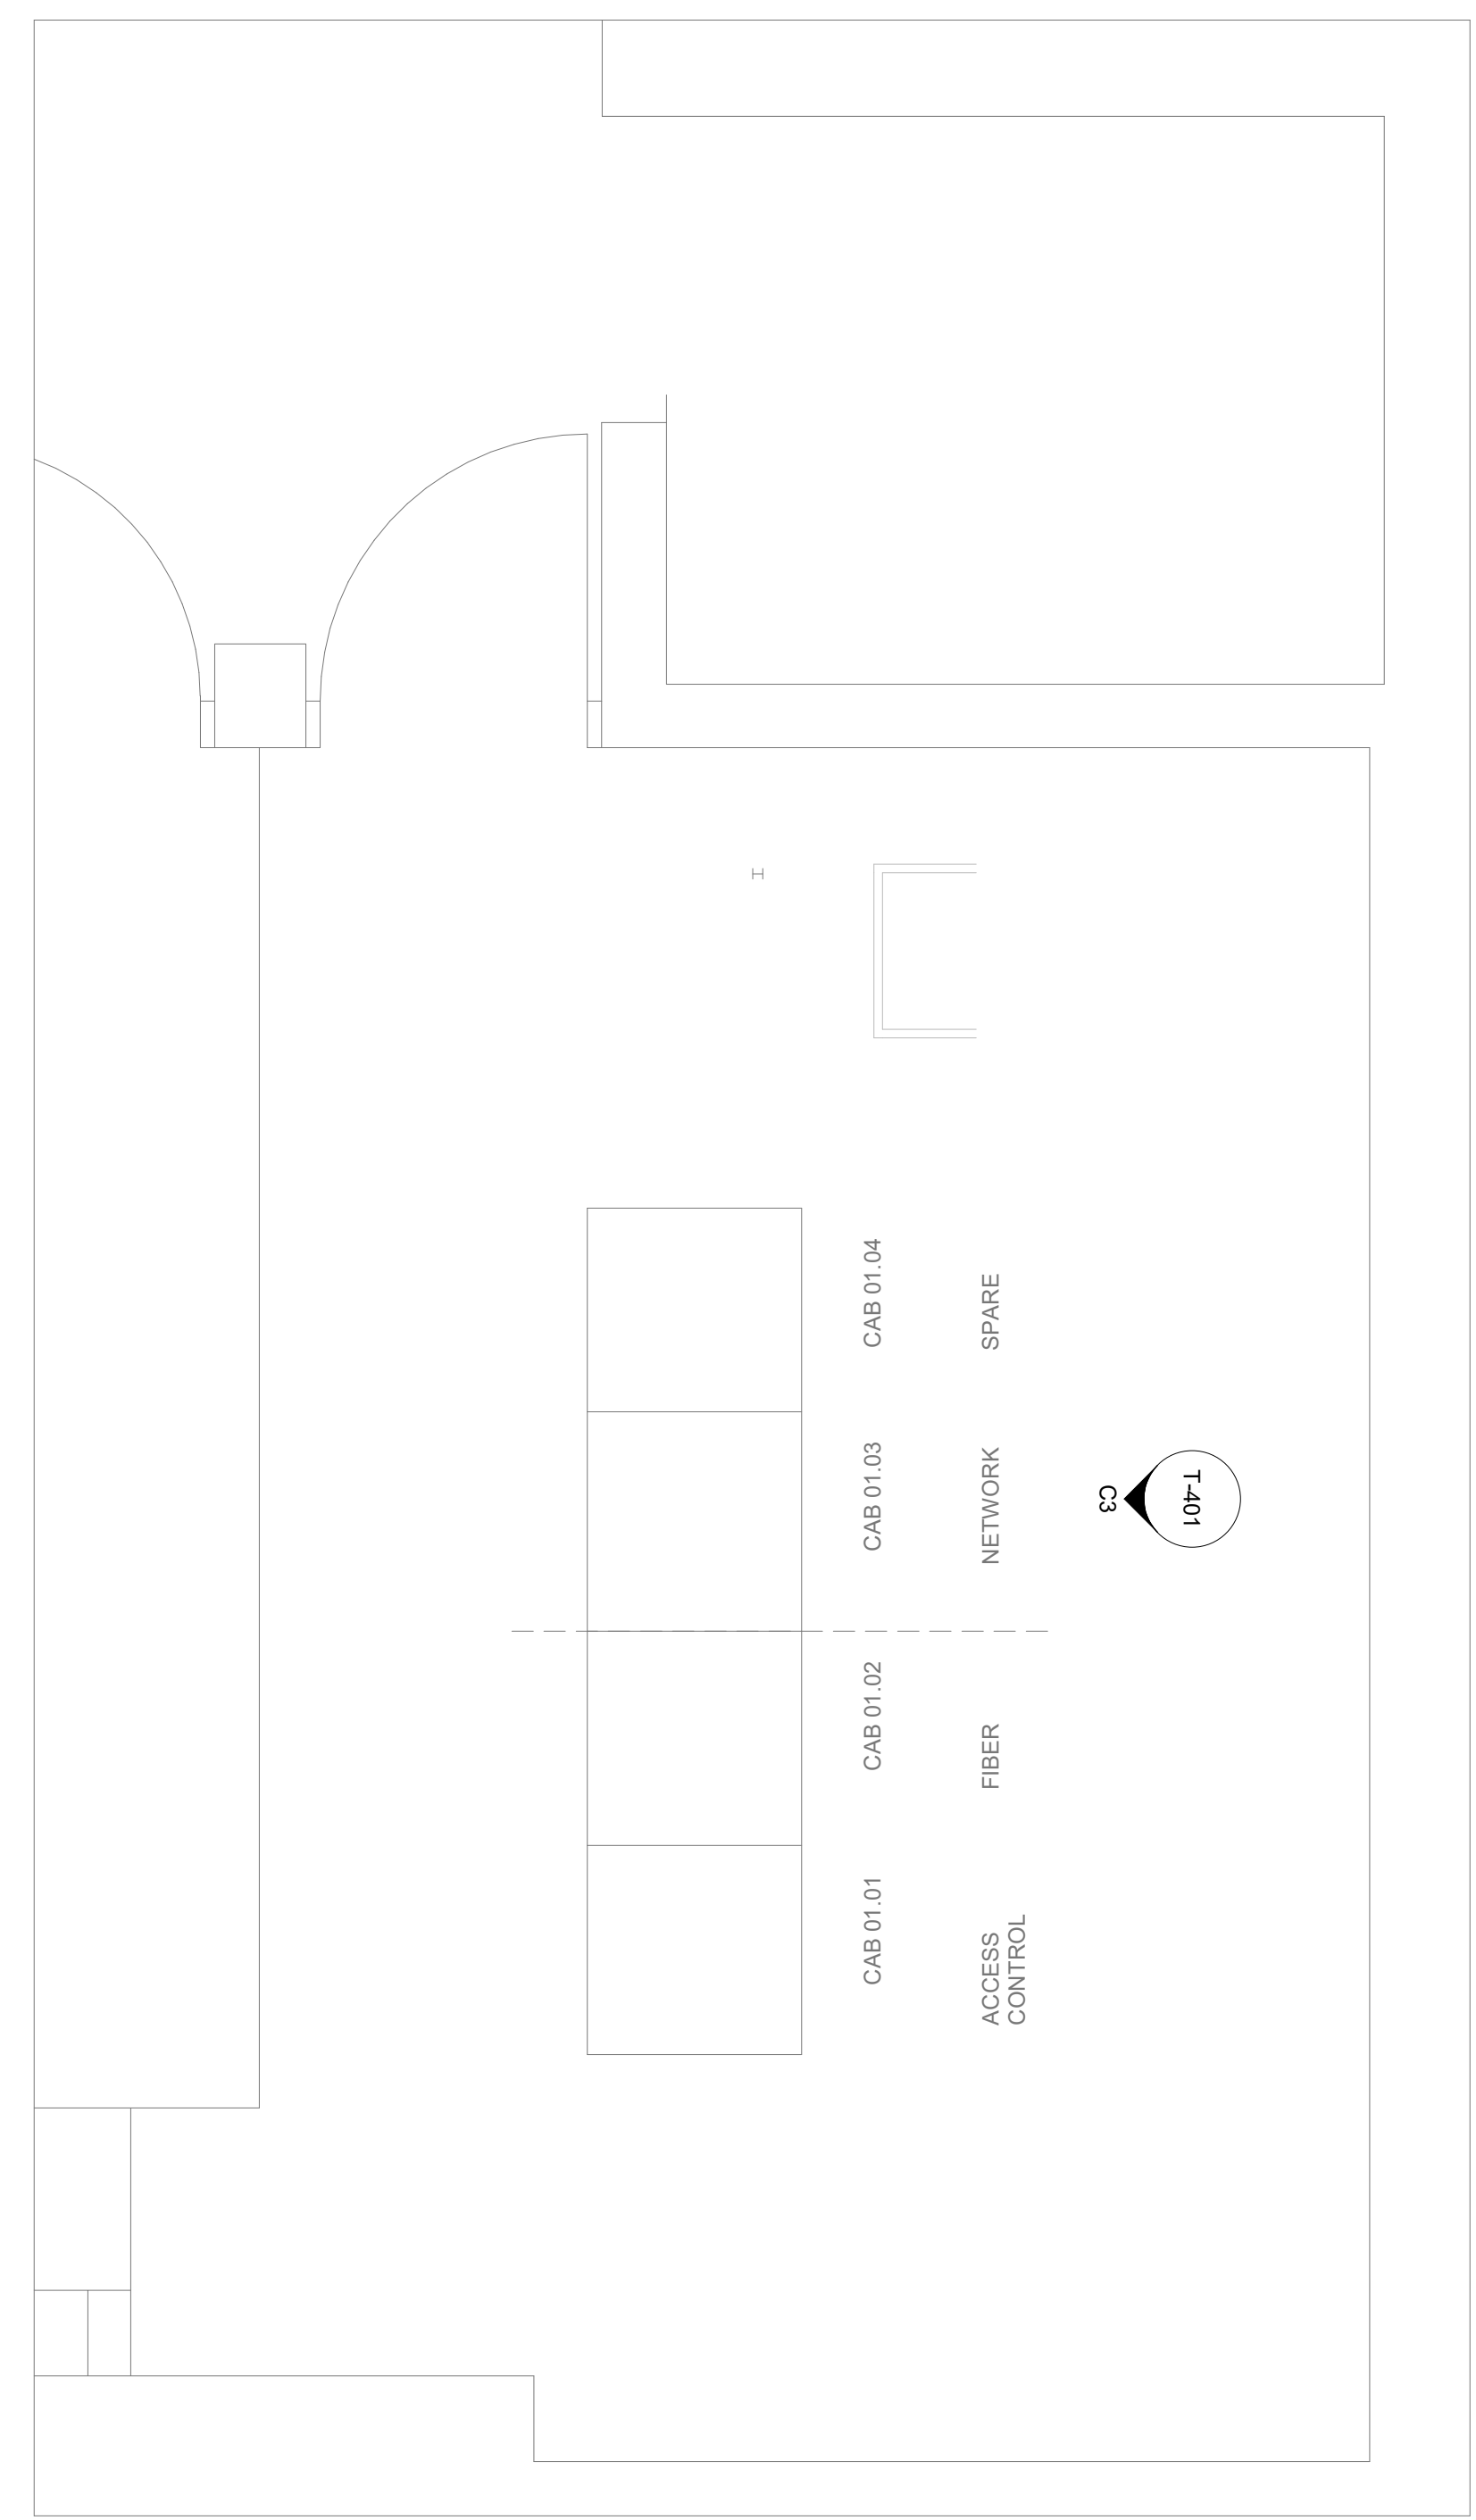 CAB 01.04
SPARE
CAB 01.03
NETWORK
T-401
C3
CAB 01.02
FIBER
CAB 01.01
ACCESS
CONTROL